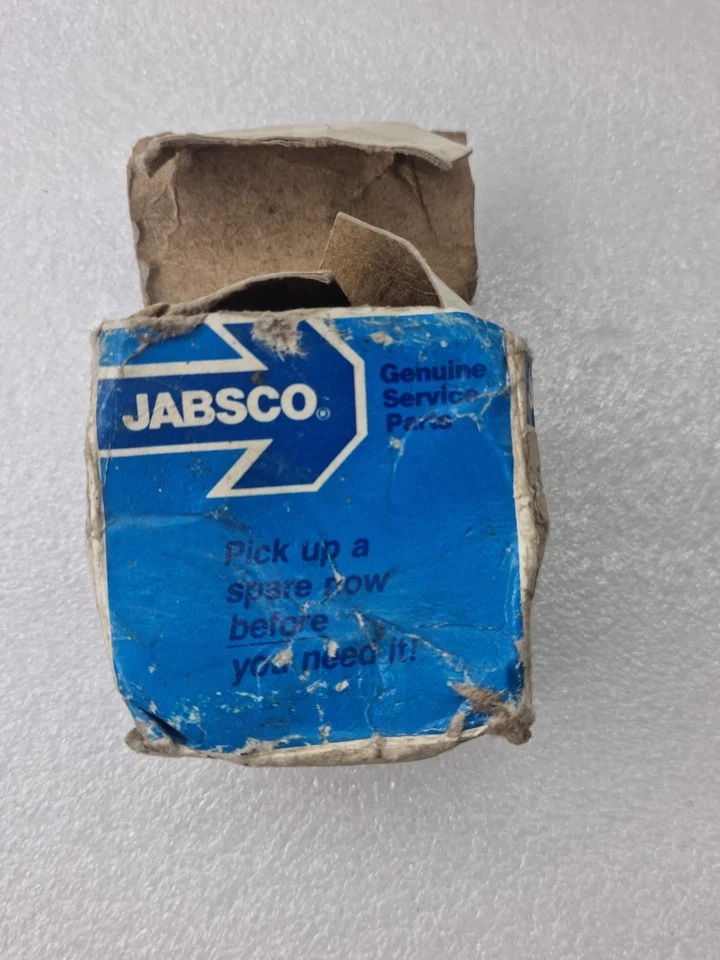 JABSCO®
Genuine
Service
Parts
Pick up a
spare now
before
you need it!